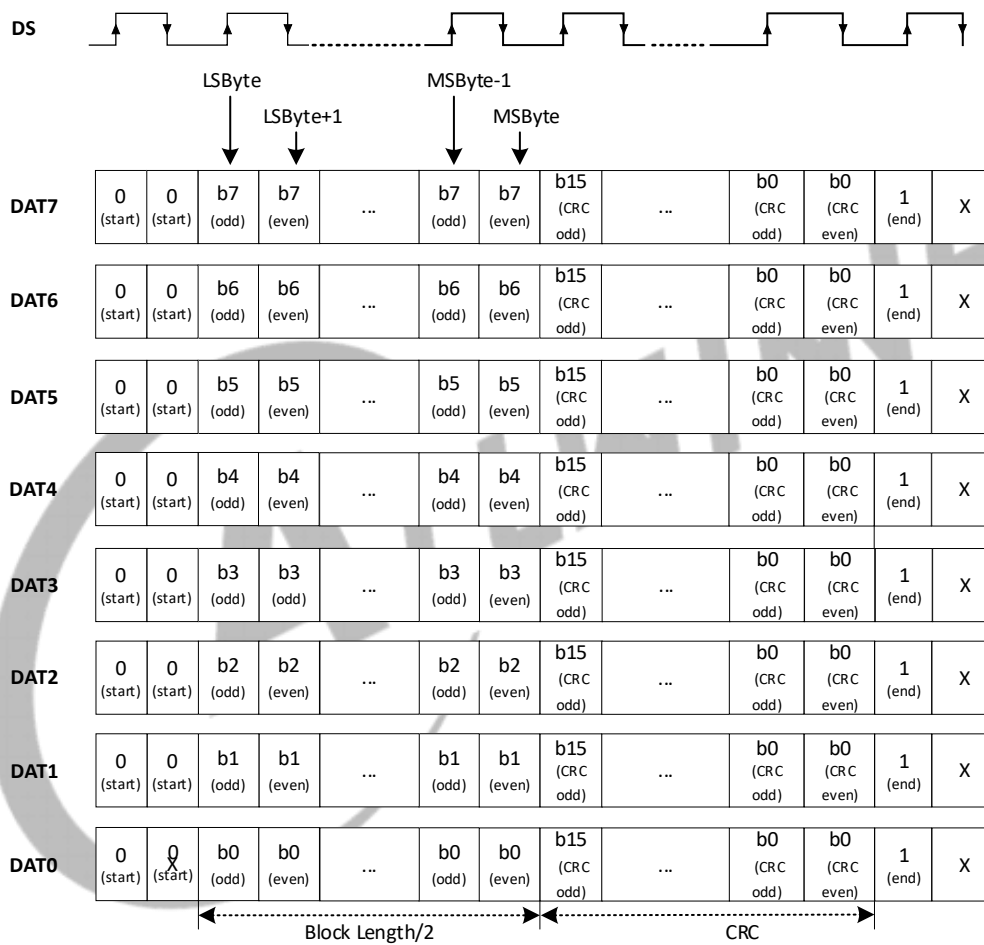 DS
LSByte MSByte-1
LSByte+1 MSByte
DAT7 0 0 b7 b7 ... b7 b7 b15 ... b0 b0 1 X
(start) (start) (odd) (even) (odd) (even) (CRC (CRC (CRC (end)
odd) odd) even)
DAT6 0 0 b6 b6 ... b6 b6 b15 ... b0 b0 1 X
(start) (start) (odd) (even) (odd) (even) (CRC (CRC (CRC (end)
odd) odd) even)
DAT5 0 0 b5 b5 ... b5 b5 b15 ... b0 b0 1 X
(start) (start) (odd) (even) (odd) (even) (CRC (CRC (CRC (end)
odd) odd) even)
DAT4 0 0 b4 b4 ... b4 b4 b15 ... b0 b0 1 X
(start) (start) (odd) (even) (odd) (even) (CRC (CRC (CRC (end)
odd) odd) even)
DAT3 0 0 b3 b3 ... b3 b3 b15 ... b0 b0 1 X
(start) (start) (odd) (odd) (odd) (even) (CRC (CRC (CRC (end)
odd) odd) even)
DAT2 0 0 b2 b2 ... b2 b2 b15 ... b0 b0 1 X
(start) (start) (odd) (even) (odd) (even) (CRC (CRC (CRC (end)
odd) odd) even)
DAT1 0 0 b1 b1 ... b1 b1 b15 ... b0 b0 1 X
(start) (start) (odd) (even) (odd) (even) (CRC (CRC (CRC (end)
odd) odd) even)
DAT0 0 0 X b0 b0 ... b0 b0 b15 ... b0 b0 1 X
(start) (start) (odd) (even) (odd) (even) (CRC (CRC (CRC (end)
odd) odd) even)
Block Length/2 CRC